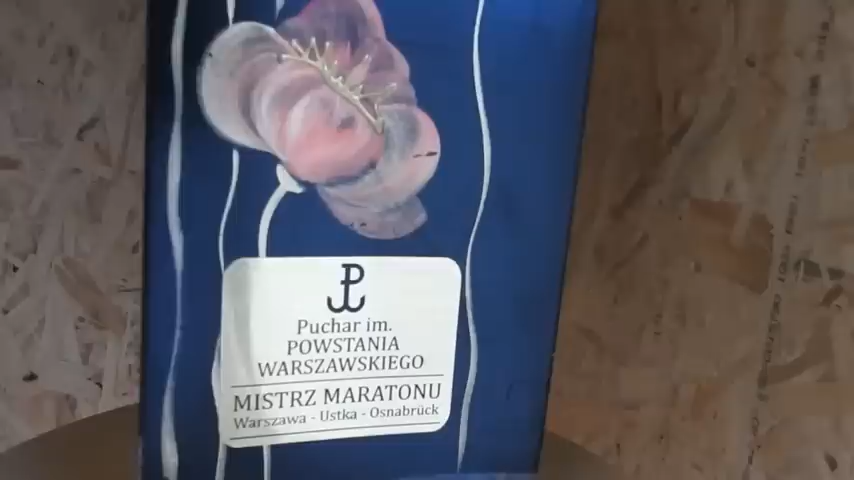 Puchar im.
POWSTANIA
WARSZAWSKIEGO
MISTRZ MARATONU
Warszawa - Ustka - Osnabrück